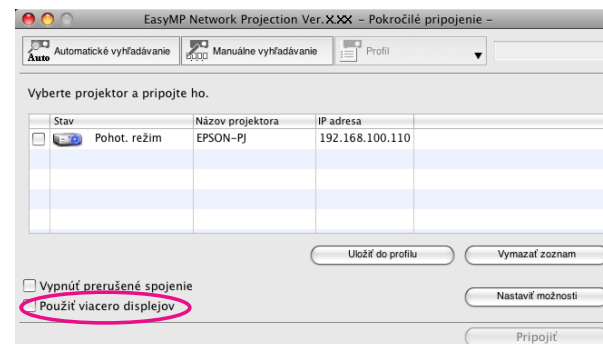 EasyMP Network Projection Ver.X.XX – Pokročilé pripojenie –
Auto Automatické vyhľadávanie Manuálne vyhľadávanie Profil
Vyberte projektor a pripojte ho.
Stav Názov projektora IP adresa
Pohot. režim EPSON-PJ 192.168.100.110
Uložiť do profilu Vymazať zoznam
Vypnúť prerušené spojenie
Použiť viacero displejov
Nastaviť možnosti
Pripojiť